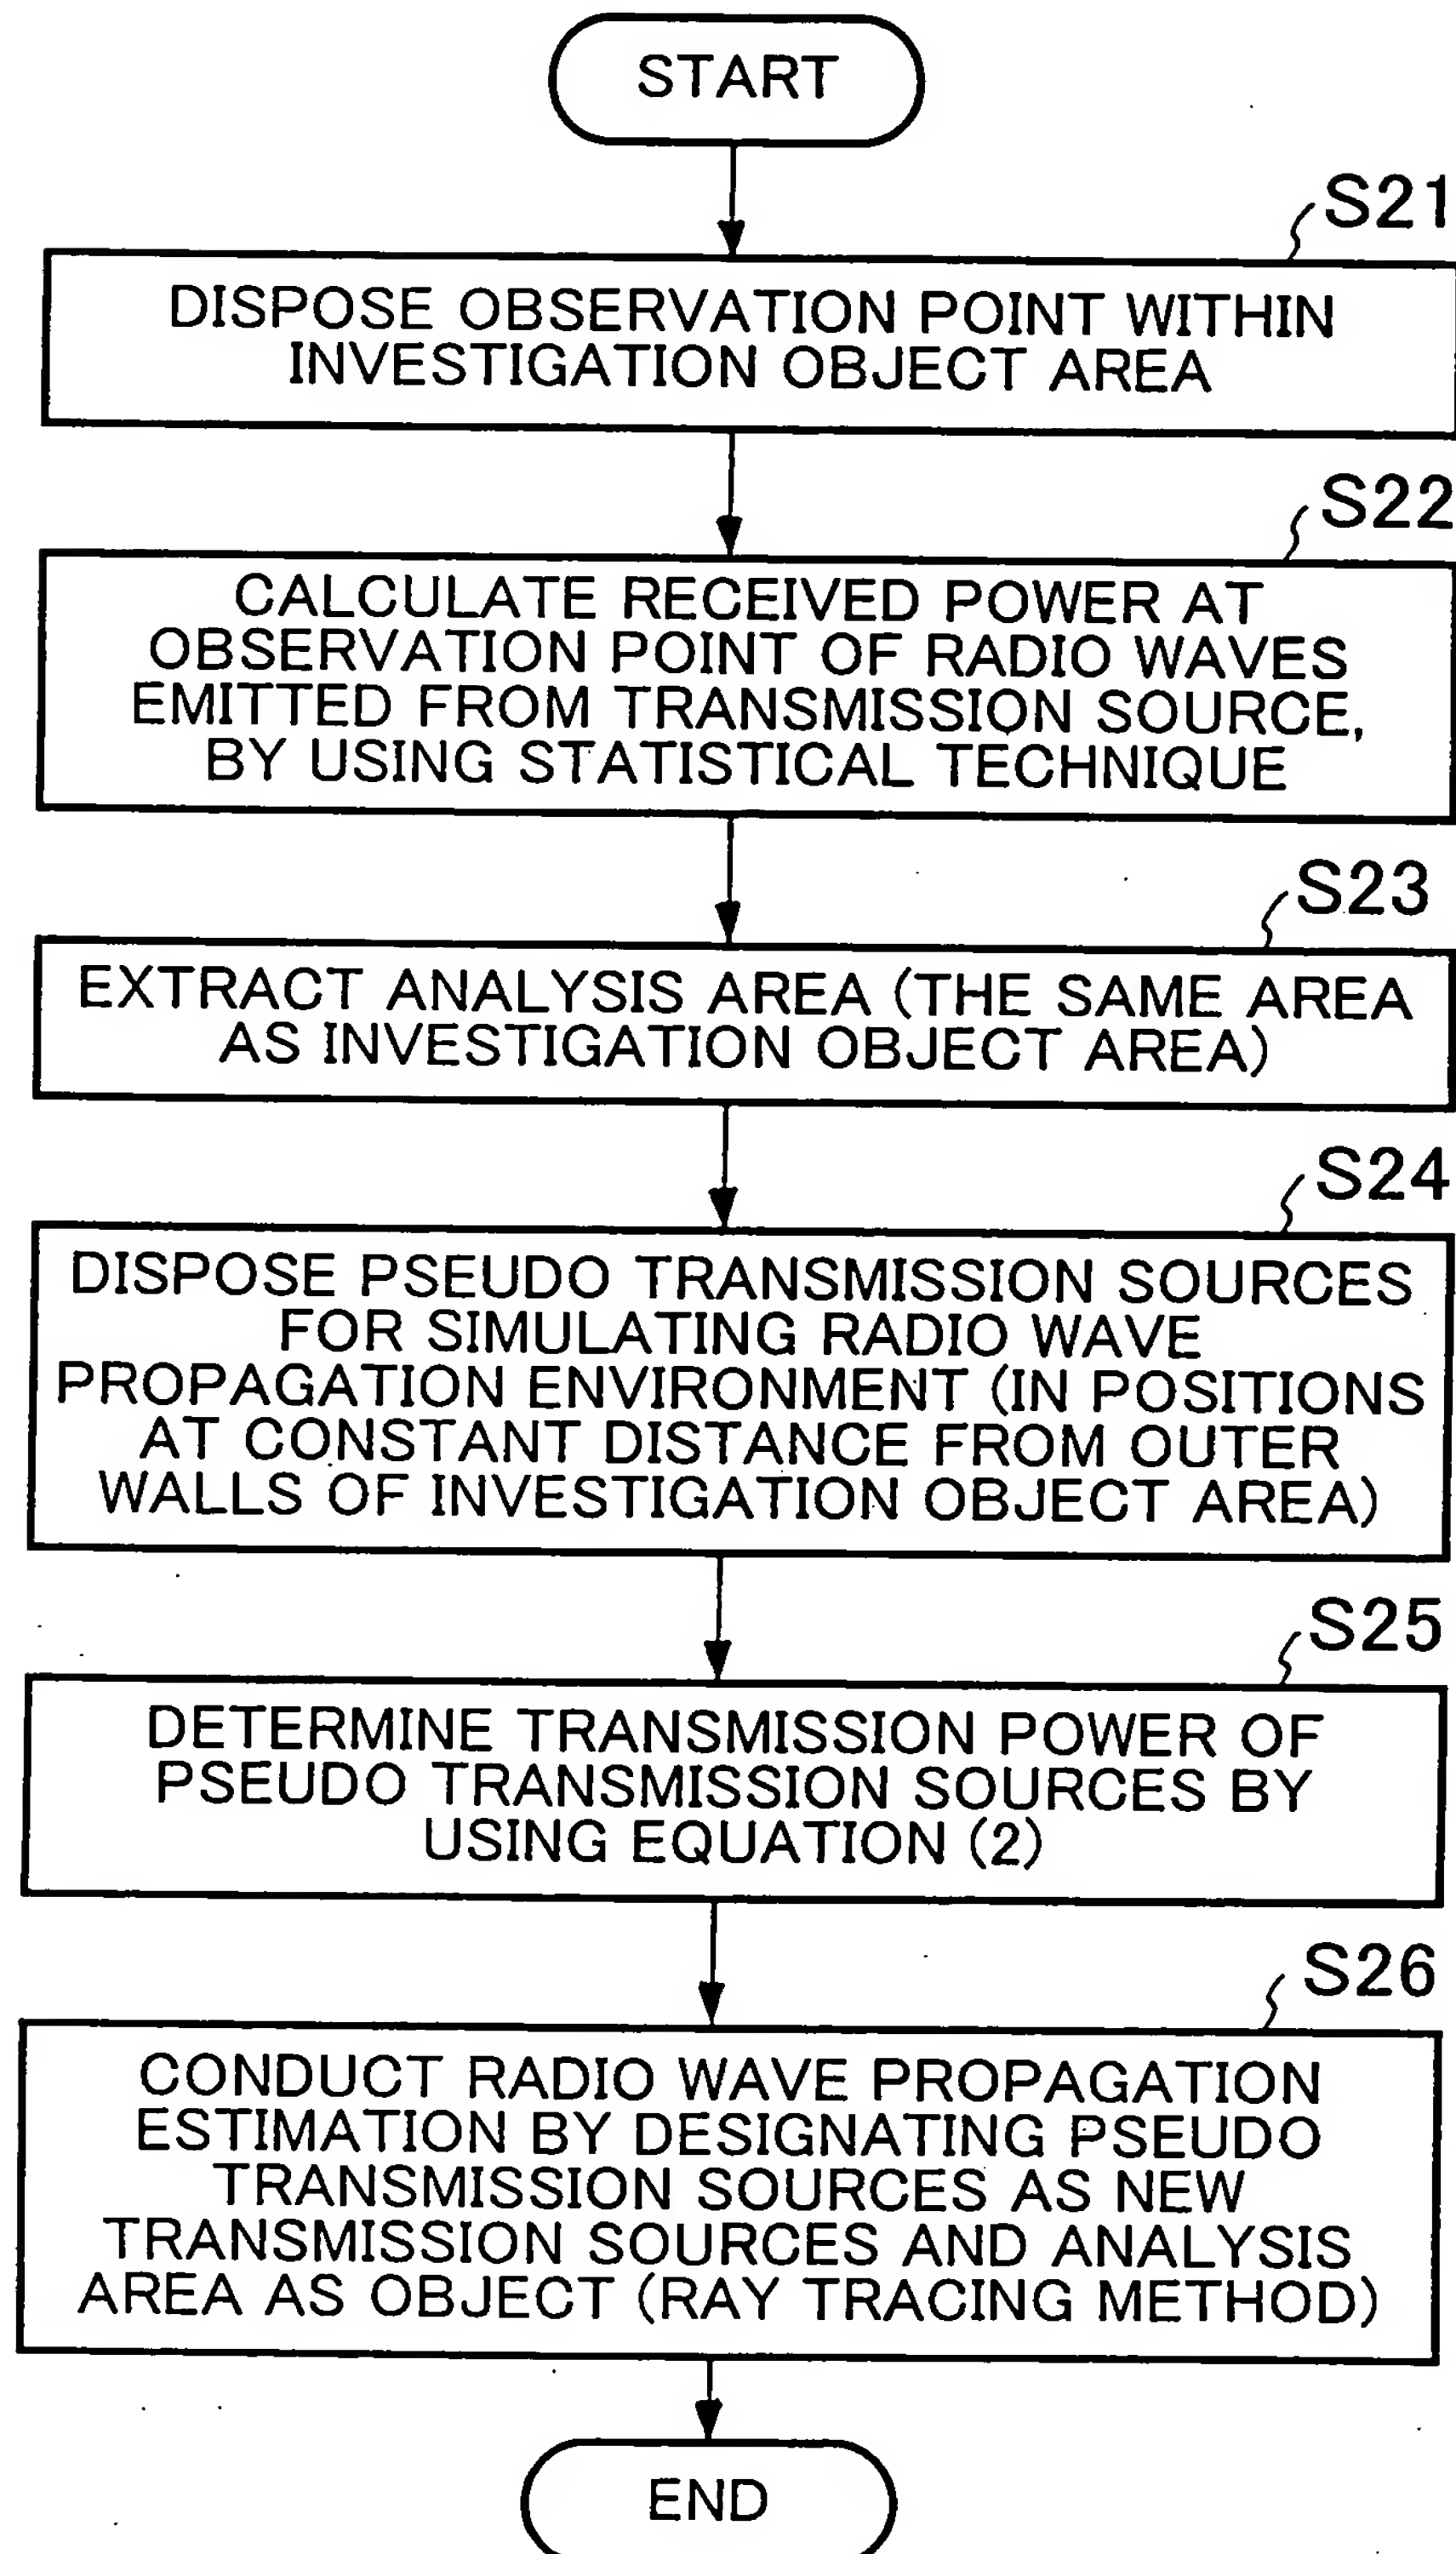 START
S21
DISPOSE OBSERVATION POINT WITHIN
INVESTIGATION OBJECT AREA
S22
CALCULATE RECEIVED POWER AT
OBSERVATION POINT OF RADIO WAVES
EMITTED FROM TRANSMISSION SOURCE,
BY USING STATISTICAL TECHNIQUE
S23
EXTRACT ANALYSIS AREA (THE SAME AREA
AS INVESTIGATION OBJECT AREA)
S24
DISPOSE PSEUDO TRANSMISSION SOURCES
FOR SIMULATING RADIO WAVE
PROPAGATION ENVIRONMENT (IN POSITIONS
AT CONSTANT DISTANCE FROM OUTER
WALLS OF INVESTIGATION OBJECT AREA)
S25
DETERMINE TRANSMISSION POWER OF
PSEUDO TRANSMISSION SOURCES BY
USING EQUATION (2)
S26
CONDUCT RADIO WAVE PROPAGATION
ESTIMATION BY DESIGNATING PSEUDO
TRANSMISSION SOURCES AS NEW
TRANSMISSION SOURCES AND ANALYSIS
AREA AS OBJECT (RAY TRACING METHOD)
END